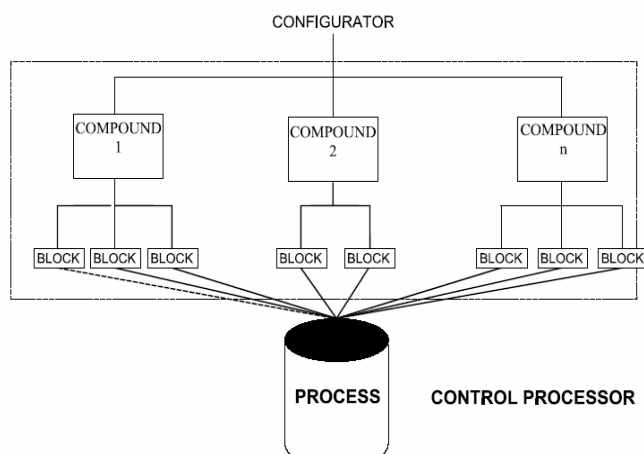 CONFIGURATOR
COMPOUND
1
COMPOUND
2
COMPOUND
n
BLOCK
BLOCK
BLOCK
BLOCK
BLOCK
BLOCK
BLOCK
BLOCK
PROCESS
CONTROL PROCESSOR